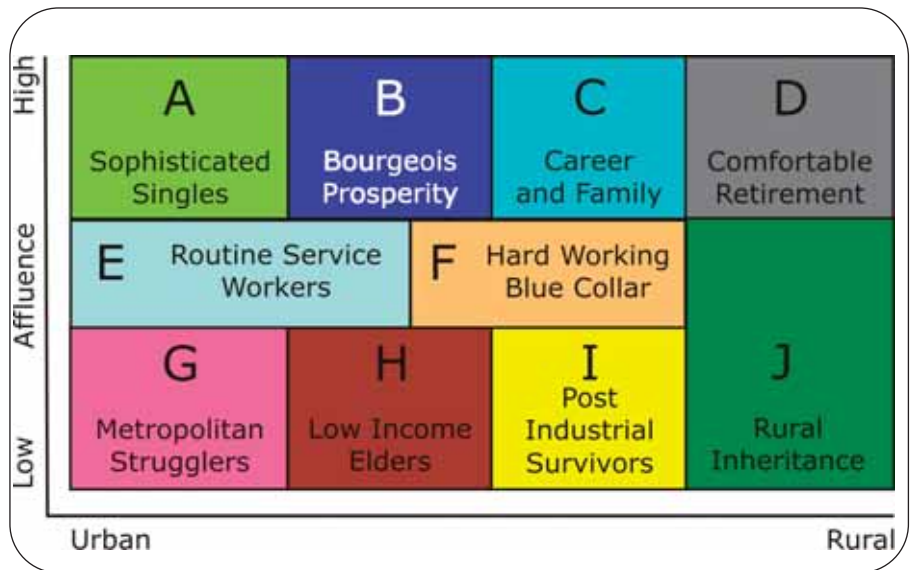 High
Affluence
Low
A
Sophisticated
Singles
B
Bourgeois
Prosperity
C
Career
and Family
D
Comfortable
Retirement
E
Routine Service
Workers
F
Hard Working
Blue Collar
G
Metropolitan
Strugglers
H
Low Income
Elders
I
Post
Industrial
Survivors
J
Rural
Inheritance
Urban
Rural